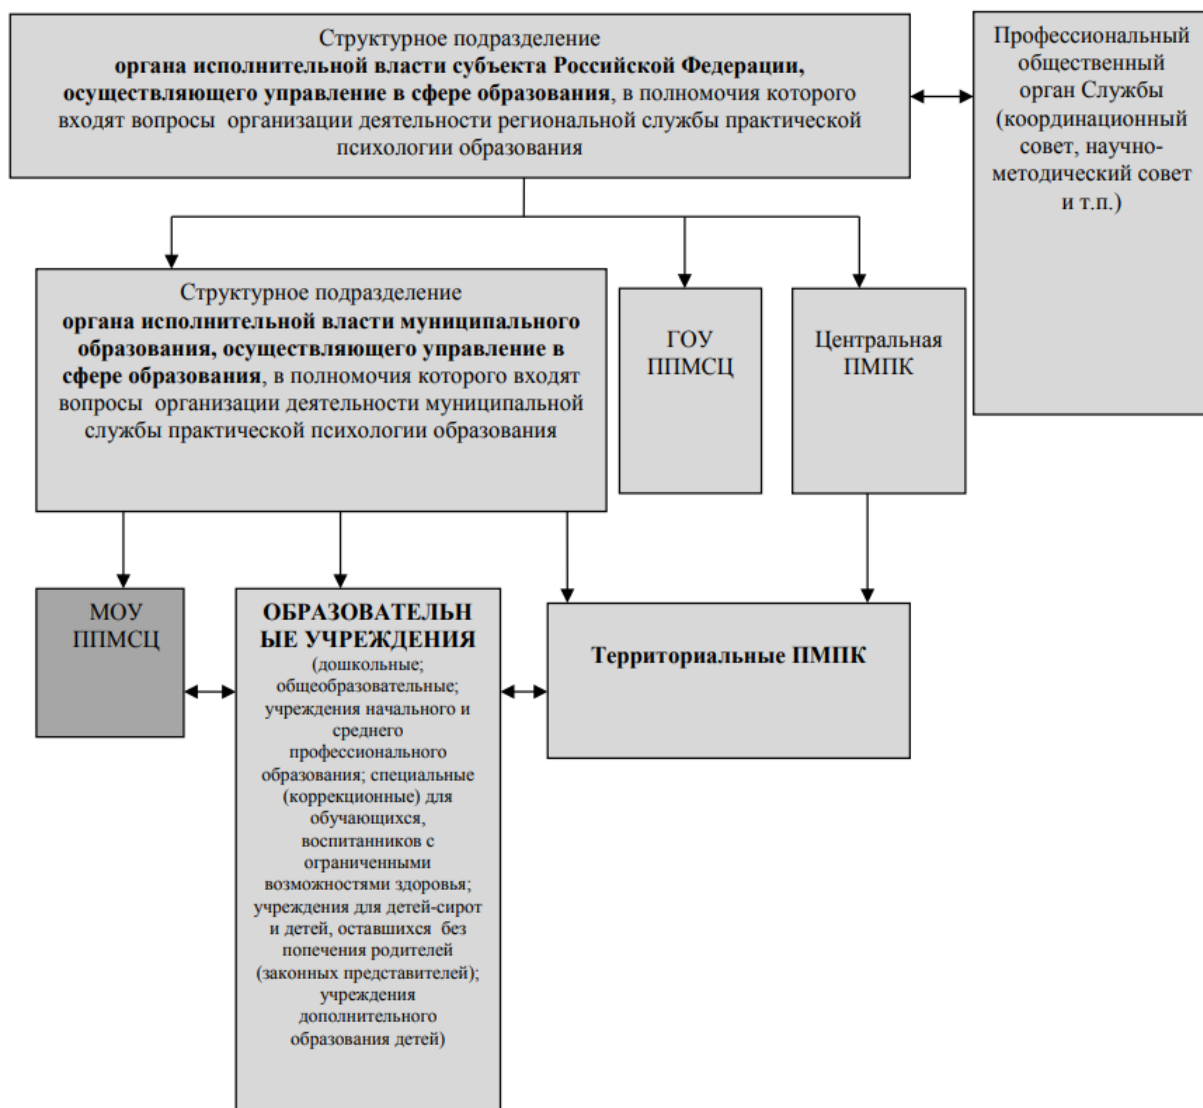 Структурное подразделение
органа исполнительной власти субъекта Российской Федерации,
осуществляющего управление в сфере образования, в полномочия которого
входят вопросы организации деятельности региональной службы практической
психологии образования
Профессиональный
общественный
орган Службы
(координационный
совет, научно-
методический совет
и т.п.)
Структурное подразделение
органа исполнительной власти муниципального
образования, осуществляющего управление в
сфере образования, в полномочия которого входят
вопросы организации деятельности муниципальной
службы практической психологии образования
ГОУ
ППМСЦ
Центральная
ПМПК
МОУ
ППМСЦ
ОБРАЗОВАТЕЛЬН
ЫЕ УЧРЕЖДЕНИЯ
(дошкольные;
общеобразовательные;
учреждения начального и
среднего
профессионального
образования; специальные
(коррекционные) для
обучающихся,
воспитанников с
ограниченными
возможностями здоровья;
учреждения для детей-сирот
и детей, оставшихся без
попечения родителей
(законных представителей);
учреждения
дополнительного
образования детей)
Территориальные ПМПК